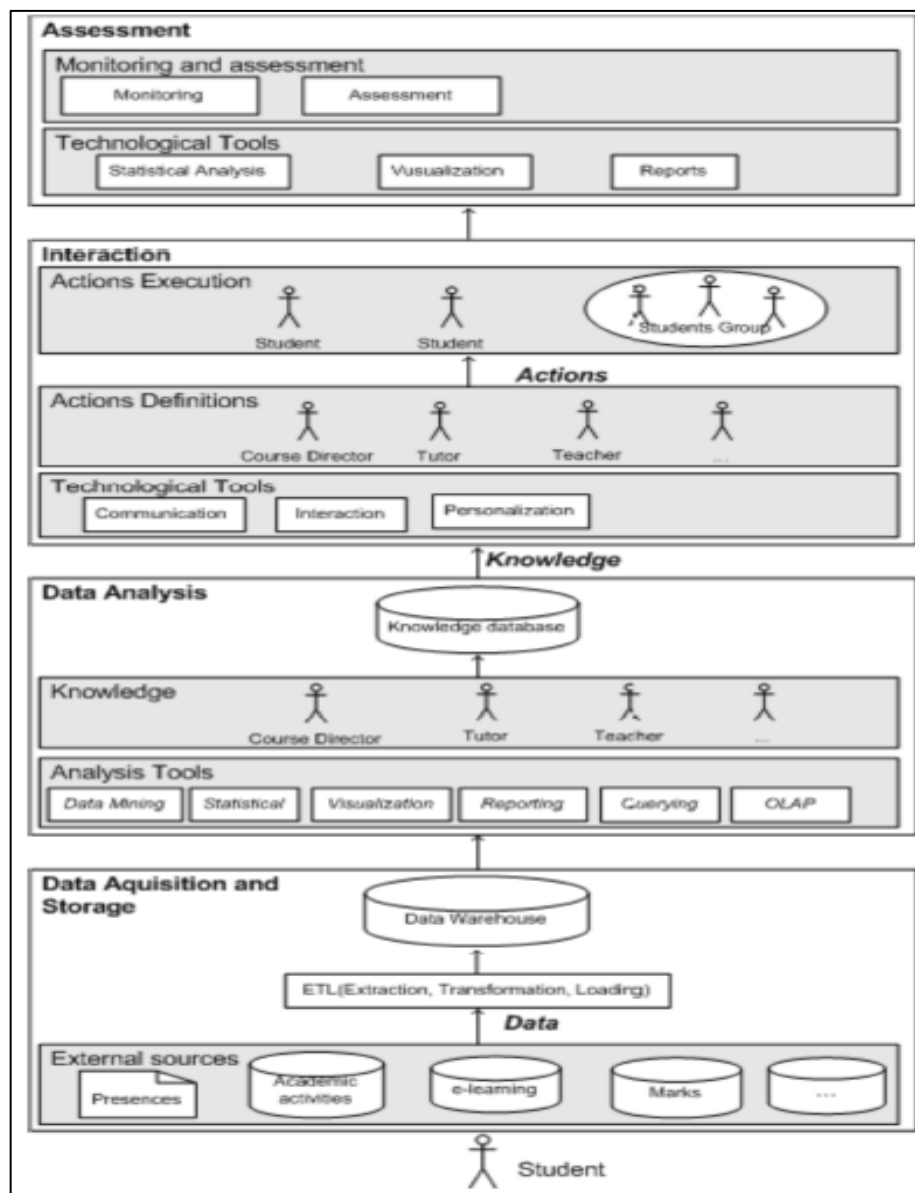 Assessment
Monitoring and assessment
Monitoring
Assessment
Technological Tools
Statistical Analysis
Vusualization
Reports
Interaction
Actions Execution
Student
Student
Students Group
Actions
Actions Definitions
Course Director
Tutor
Teacher
...
Technological Tools
Communication
Interaction
Personalization
Knowledge
Data Analysis
Knowledge database
Knowledge
Course Director
Tutor
Teacher
...
Analysis Tools
Data Mining
Statistical
Visualization
Reporting
Querying
OLAP
Data Aquisition and
Storage
Data Warehouse
ETL(Extraction, Transformation, Loading)
Data
External sources
Presences
Academic
activities
e-learning
Marks
...
Student